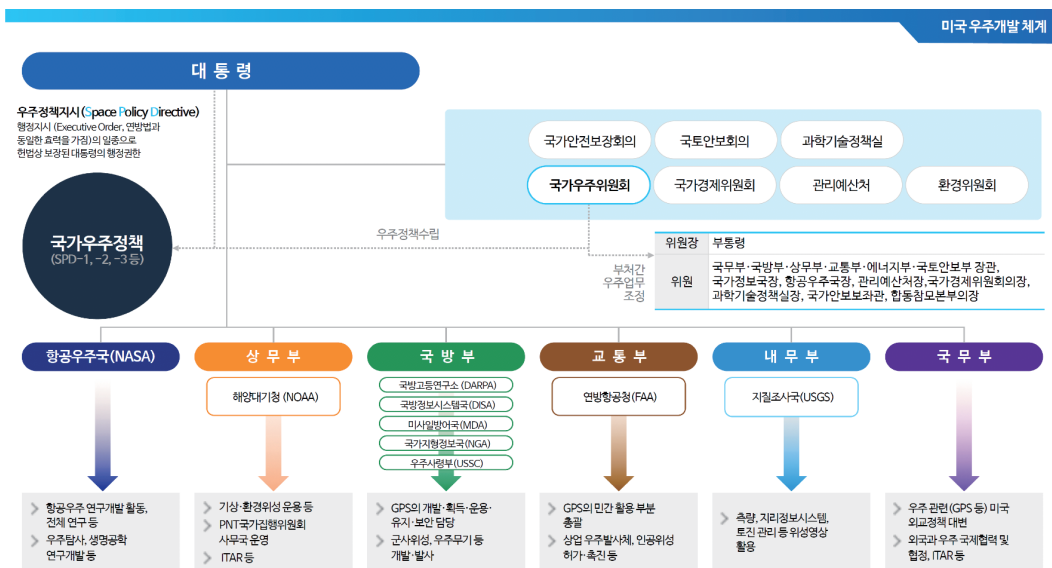 미국 우주개발 체계
대 통 령
우주정책지시(Space Policy Directive)
행정지시 (Executive Order, 연방법과
동일한 효력을 가짐)의 일종으로
헌법상 보장된 대통령의 행정권한
국가안전보장회의
국토안보회의
과학기술정책실
국가우주위원회
국가경제위원회
관리예산처
환경위원회
국가우주정책
(SPD-1, -2, -3 등)
우주정책수립
부처간
우주업무
조정
위원장
부통령
위원
국무부·국방부·상무부·교통부·에너지부·국토안보부 장관,
국가정보국장, 항공우주국장, 관리예산처장,국가경제위원회의장,
과학기술정책실장, 국가안보보좌관, 합동참모본부의장
항공우주국(NASA)
상 무 부
국 방 부
교 통 부
내 무 부
국 무 부
해양대기청 (NOAA)
국방고등연구소 (DARPA)
국방정보시스템국(DISA)
미사일방어국(MDA)
국가지형정보국(NGA)
우주사령부(USSC)
연방항공청(FAA)
지질조사국(USGS)
항공우주 연구개발 활동,
전체 연구 등
우주탐사, 생명공학
연구개발 등
기상·환경위성 운용 등
PNT국가집행위원회
사무국 운영
ITAR 등
GPS의 개발·획득·운용·
유지·보안 담당
군사위성, 우주무기 등
개발·발사
GPS의 민간 활용 부분
총괄
상업 우주발사체, 인공위성
허가·촉진 등
측량, 지리정보시스템,
토진 관리 등 위성영상
활용
우주 관련(GPS 등) 미국
외교정책 대변
외국과 우주 국제협력 및
협정, ITAR 등